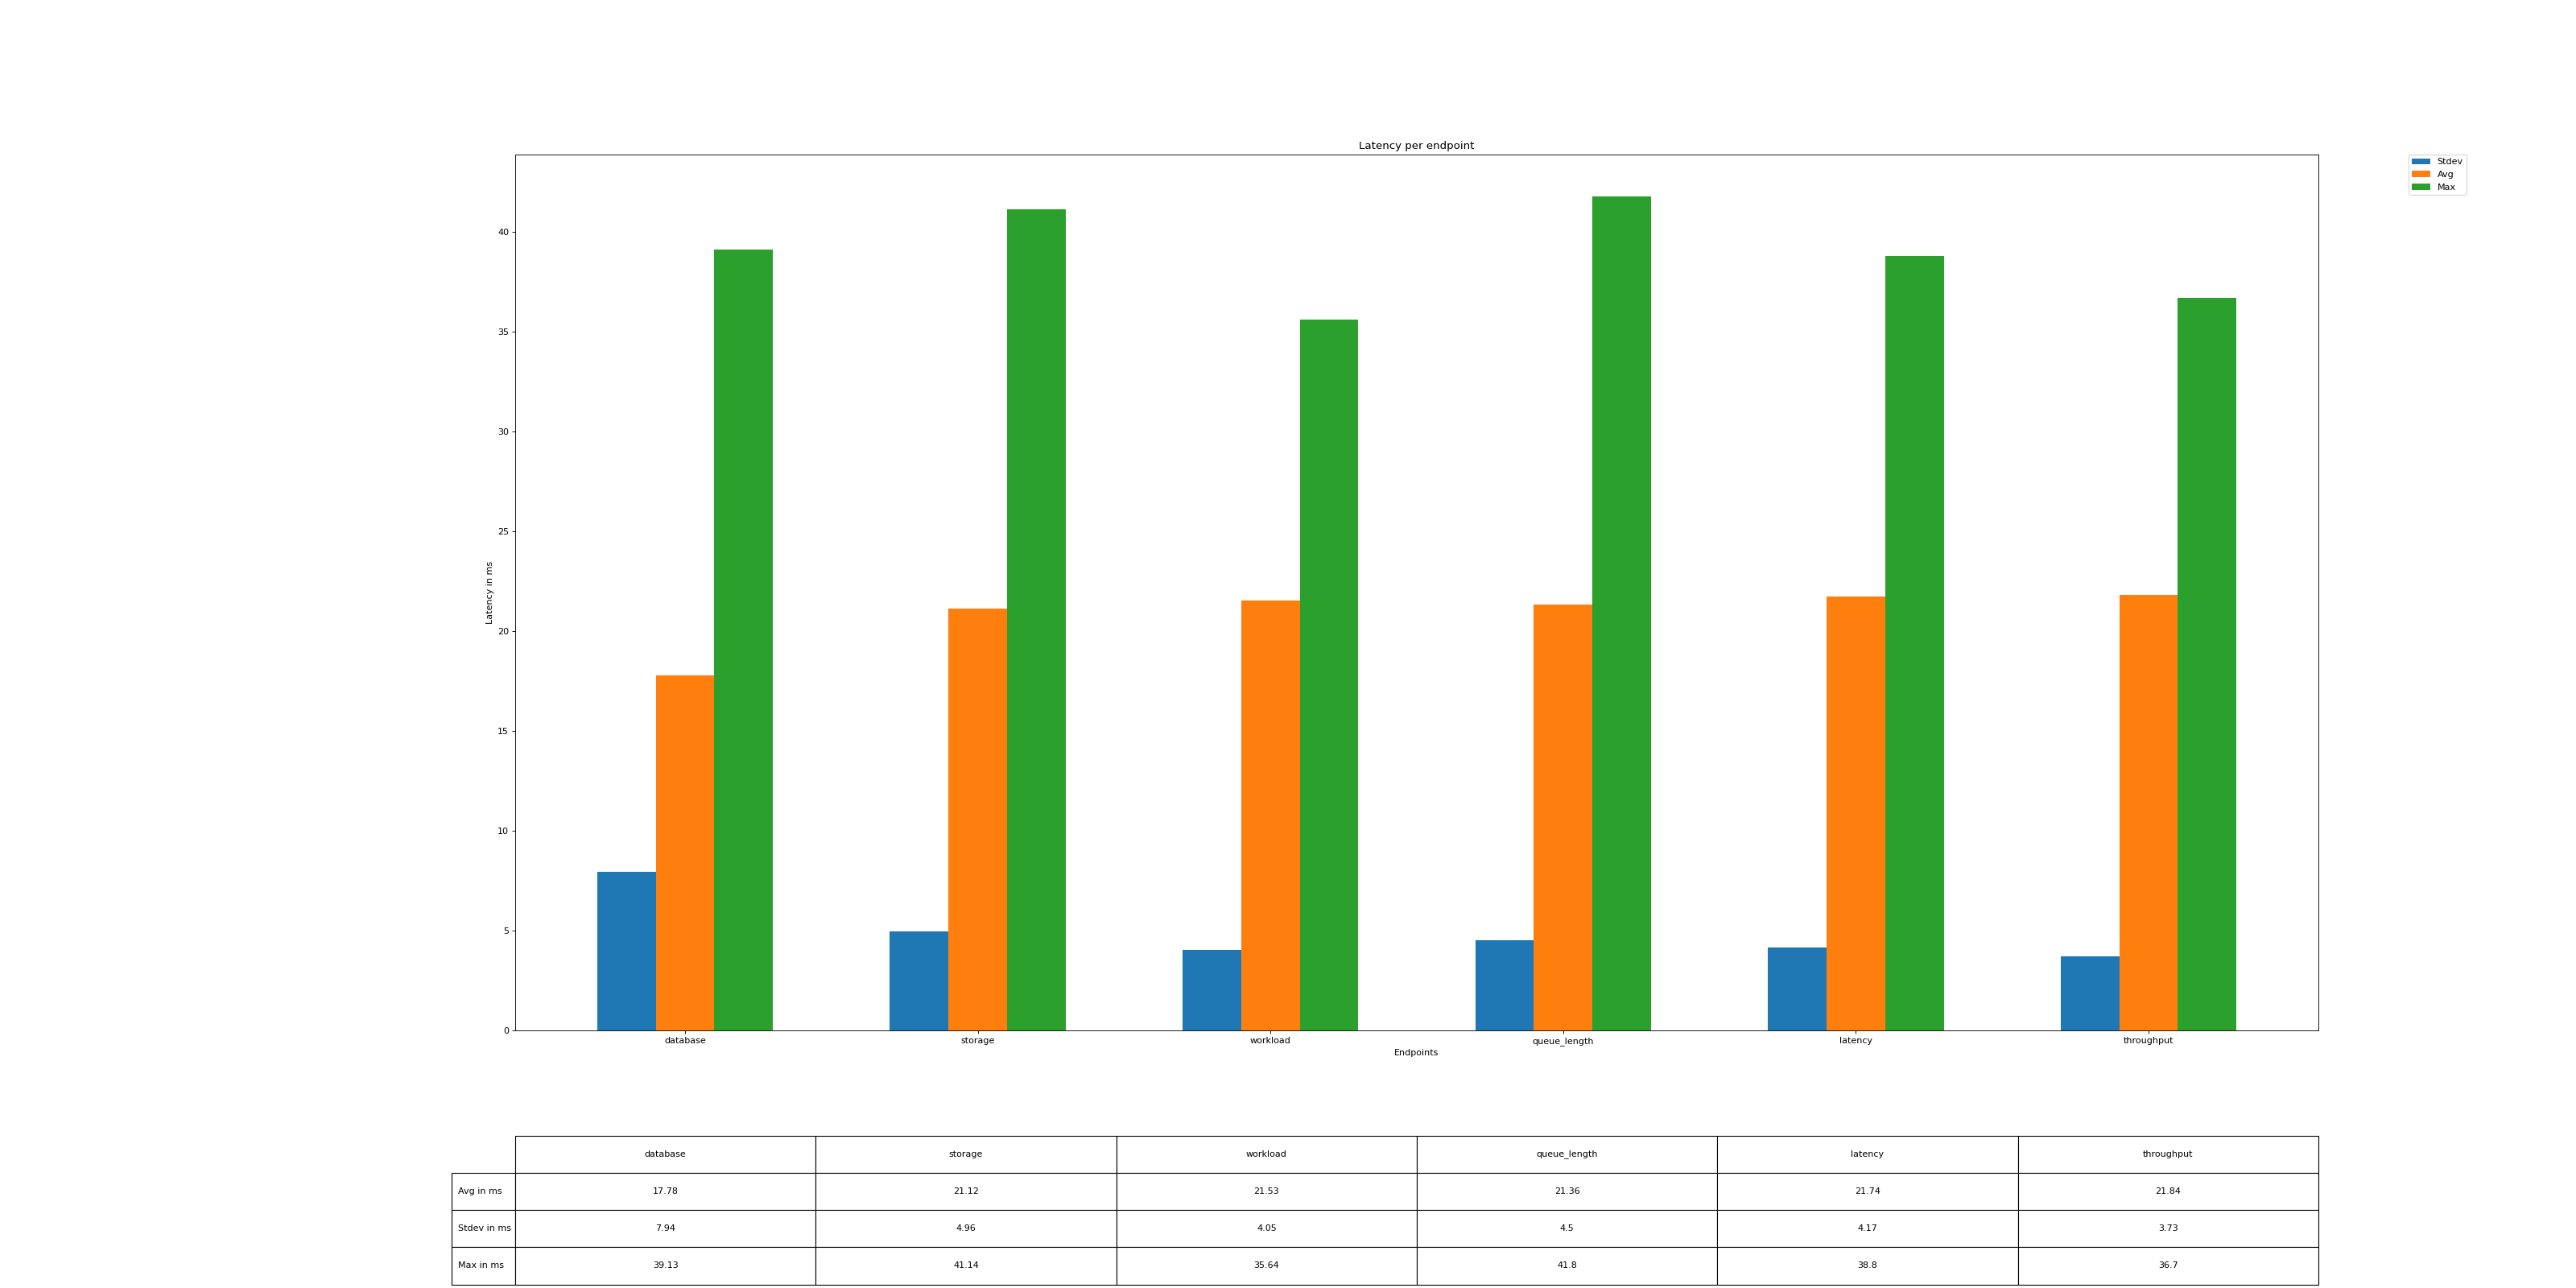 Latency per endpoint
Stdev
Avg
Max
40
35
30
25
20
15
10
5
0
Latency in ms
database storage workload queue_length latency throughput
Endpoints
database storage workload queue_length latency throughput
Avg in ms 17.78 21.12 21.53 21.36 21.74 21.84
Stdev in ms 7.94 4.96 4.05 4.5 4.17 3.73
Max in ms 39.13 41.14 35.64 41.8 38.8 36.7